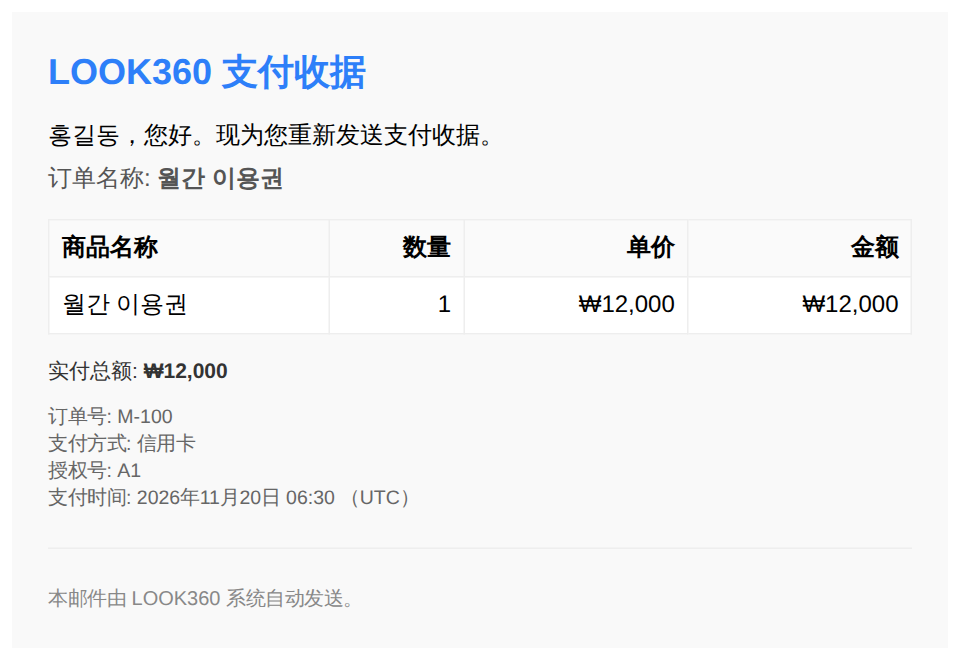 LOOK360 支付收据
홍길동，您好。现为您重新发送支付收据。
订单名称: 월간 이용권
商品名称 数量 单价 金额
월간 이용권 1 ₩12,000 ₩12,000
实付总额: ₩12,000
订单号: M-100
支付方式: 信用卡
授权号: A1
支付时间: 2026年11月20日 06:30 （UTC）
本邮件由 LOOK360 系统自动发送。